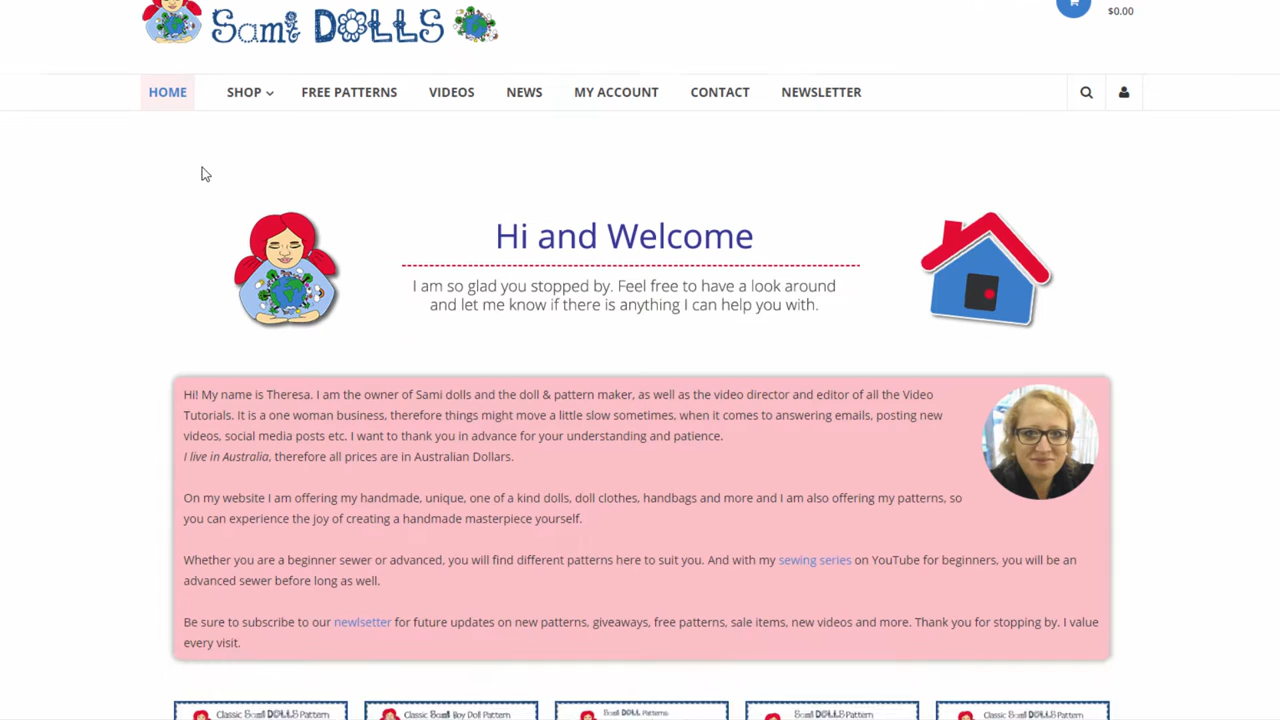 Sami DOLLS
$0.00
HOME SHOP FREE PATTERNS VIDEOS NEWS MY ACCOUNT CONTACT NEWSLETTER
Hi and Welcome
I am so glad you stopped by. Feel free to have a look around
and let me know if there is anything I can help you with.
Hi! My name is Theresa. I am the owner of Sami dolls and the doll & pattern maker, as well as the video director and editor of all the Video
Tutorials. It is a one woman business, therefore things might move a little slow sometimes, when it comes to answering emails, posting new
videos, social media posts etc. I want to thank you in advance for your understanding and patience.
I live in Australia, therefore all prices are in Australian Dollars.
On my website I am offering my handmade, unique, one of a kind dolls, doll clothes, handbags and more and I am also offering my patterns, so
you can experience the joy of creating a handmade masterpiece yourself.
Whether you are a beginner sewer or advanced, you will find different patterns here to suit you. And with my sewing series on YouTube for beginners, you will be an
advanced sewer before long as well.
Be sure to subscribe to our newlsetter for future updates on new patterns, giveaways, free patterns, sale items, new videos and more. Thank you for stopping by. I value
every visit.
Classic Sami DOLLS Pattern Classic Sami Boy Doll Pattern Sami DOLL Patterns Sami DOLLS Pattern Classic Sami DOLLS Pattern